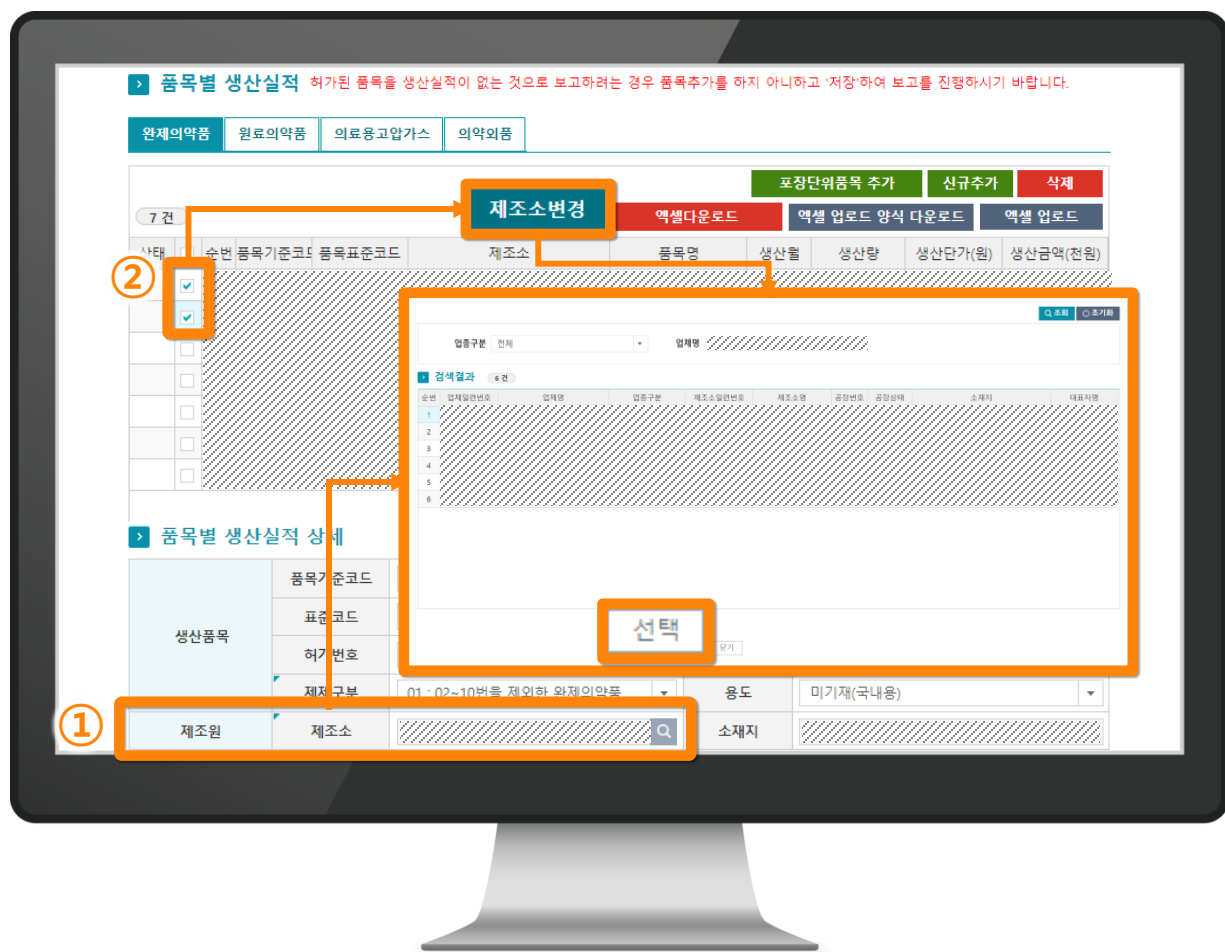 품목별 생산실적 허가된 품목을 생산실적이 없는 것으로 보고하려는 경우 품목추가를 하지 아니하고 '저장'하여 보고를 진행하시기 바랍니다.
완제의약품 원료의약품 의료용고압가스 의약외품
포장단위품목 추가 신규추가 삭제
7 건 제조소변경 엑셀다운로드 엑셀 업로드 양식 다운로드 엑셀 업로드
상태 순번 품목기준코드 품목표준코드 제조소 품목명 생산월 생산량 생산단가(원) 생산금액(천원)
②
조회 초기화
업종구분 전체 업체명
검색결과 6 건
순번 업체일련번호 업체명 업종구분 제조소일련번호 제조소명 공장번호 공장상태 소재지 대표자명
1
2
3
4
5
6
선택
닫기
품목별 생산실적 상세
생산품목
품목기준코드
표준코드
허가번호
제제구분 01 : 02~10번을 제외한 완제의약품 용도 미기재(국내용)
① 제조원 제조소 소재지